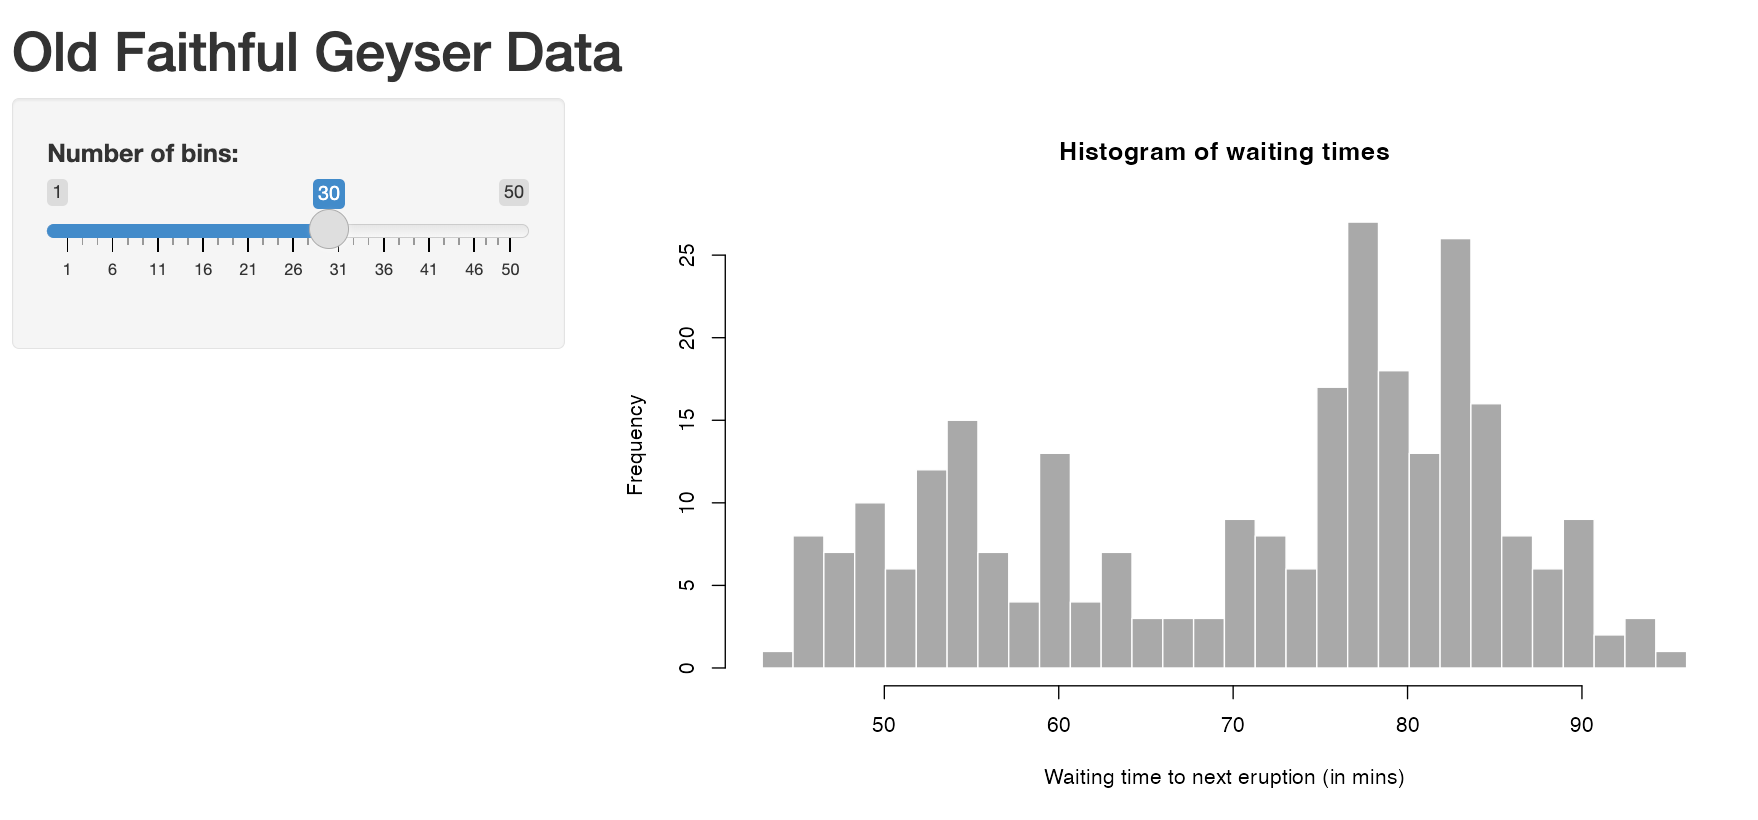 Old Faithful Geyser Data
Number of bins:
1 30 50
1 6 11 16 21 26 31 36 41 46 50
Histogram of waiting times
Frequency
25
20
15
10
5
0
50 60 70 80 90
Waiting time to next eruption (in mins)